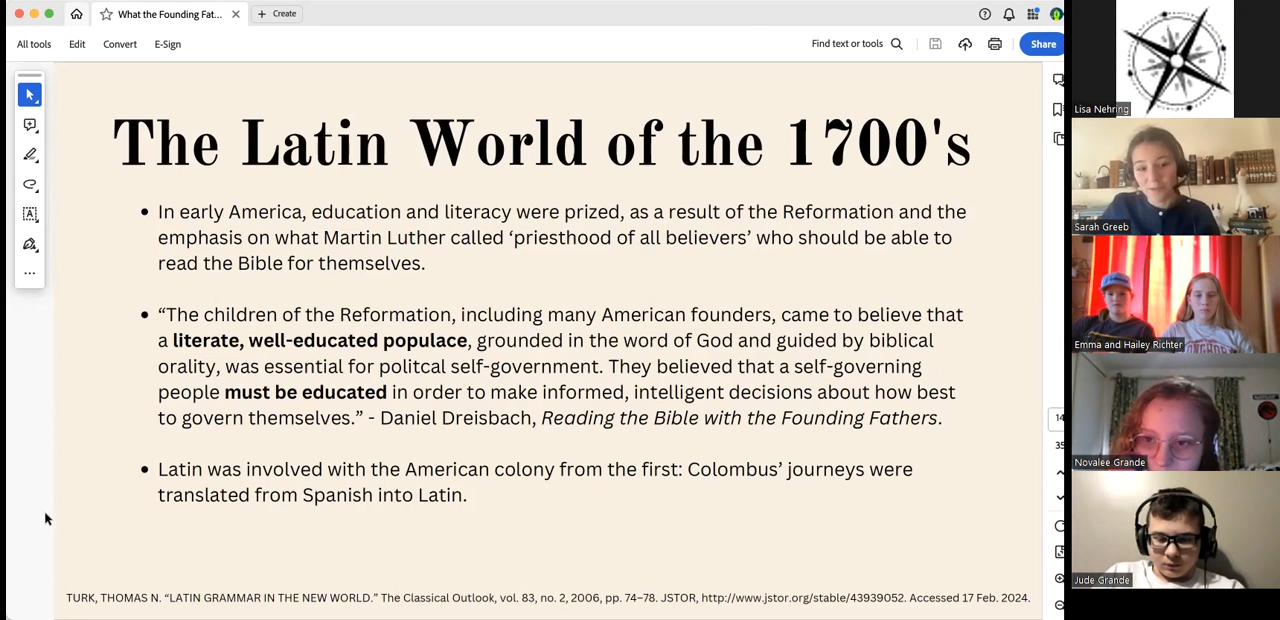 What the Founding Fat...
Create
All tools
Edit
Convert
E-Sign
Find text or tools
Share
The Latin World of the 1700's
• In early America, education and literacy were prized, as a result of the Reformation and the
emphasis on what Martin Luther called ‘priesthood of all believers’ who should be able to
read the Bible for themselves.
• “The children of the Reformation, including many American founders, came to believe that
a literate, well-educated populace, grounded in the word of God and guided by biblical
orality, was essential for politcal self-government. They believed that a self-governing
people must be educated in order to make informed, intelligent decisions about how best
to govern themselves.” - Daniel Dreisbach, Reading the Bible with the Founding Fathers.
• Latin was involved with the American colony from the first: Colombus’ journeys were
translated from Spanish into Latin.
TURK, THOMAS N. “LATIN GRAMMAR IN THE NEW WORLD.” The Classical Outlook, vol. 83, no. 2, 2006, pp. 74–78. JSTOR, http://www.jstor.org/stable/43939052. Accessed 17 Feb. 2024.
14
35
Lisa Nehring
Sarah Greeb
Emma and Hailey Richter
Novalee Grande
Jude Grande